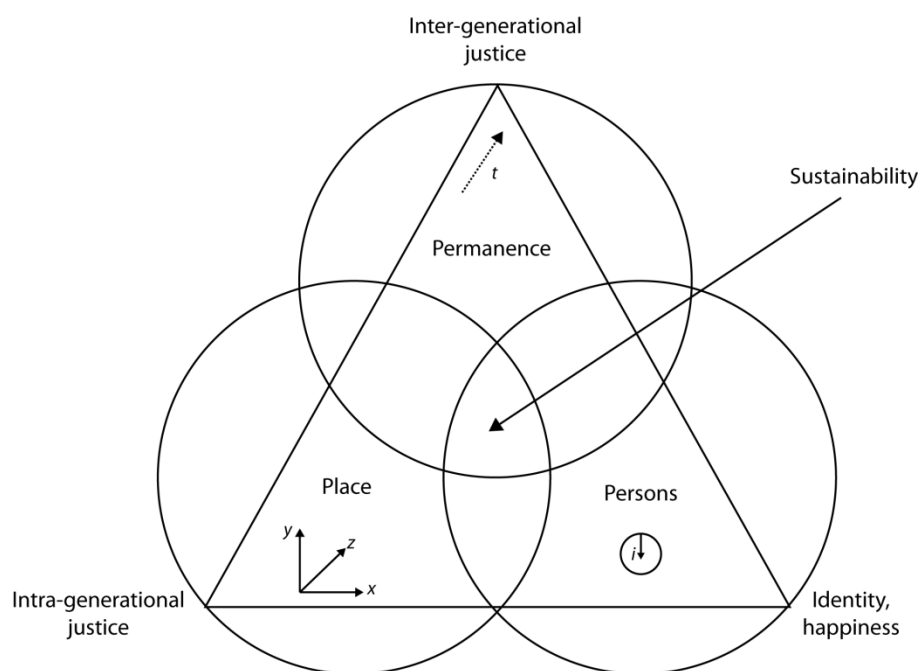 Inter-generational
justice
t
Sustainability
Permanence
Place
Persons
y
z
x
i
Intra-generational
justice
Identity,
happiness